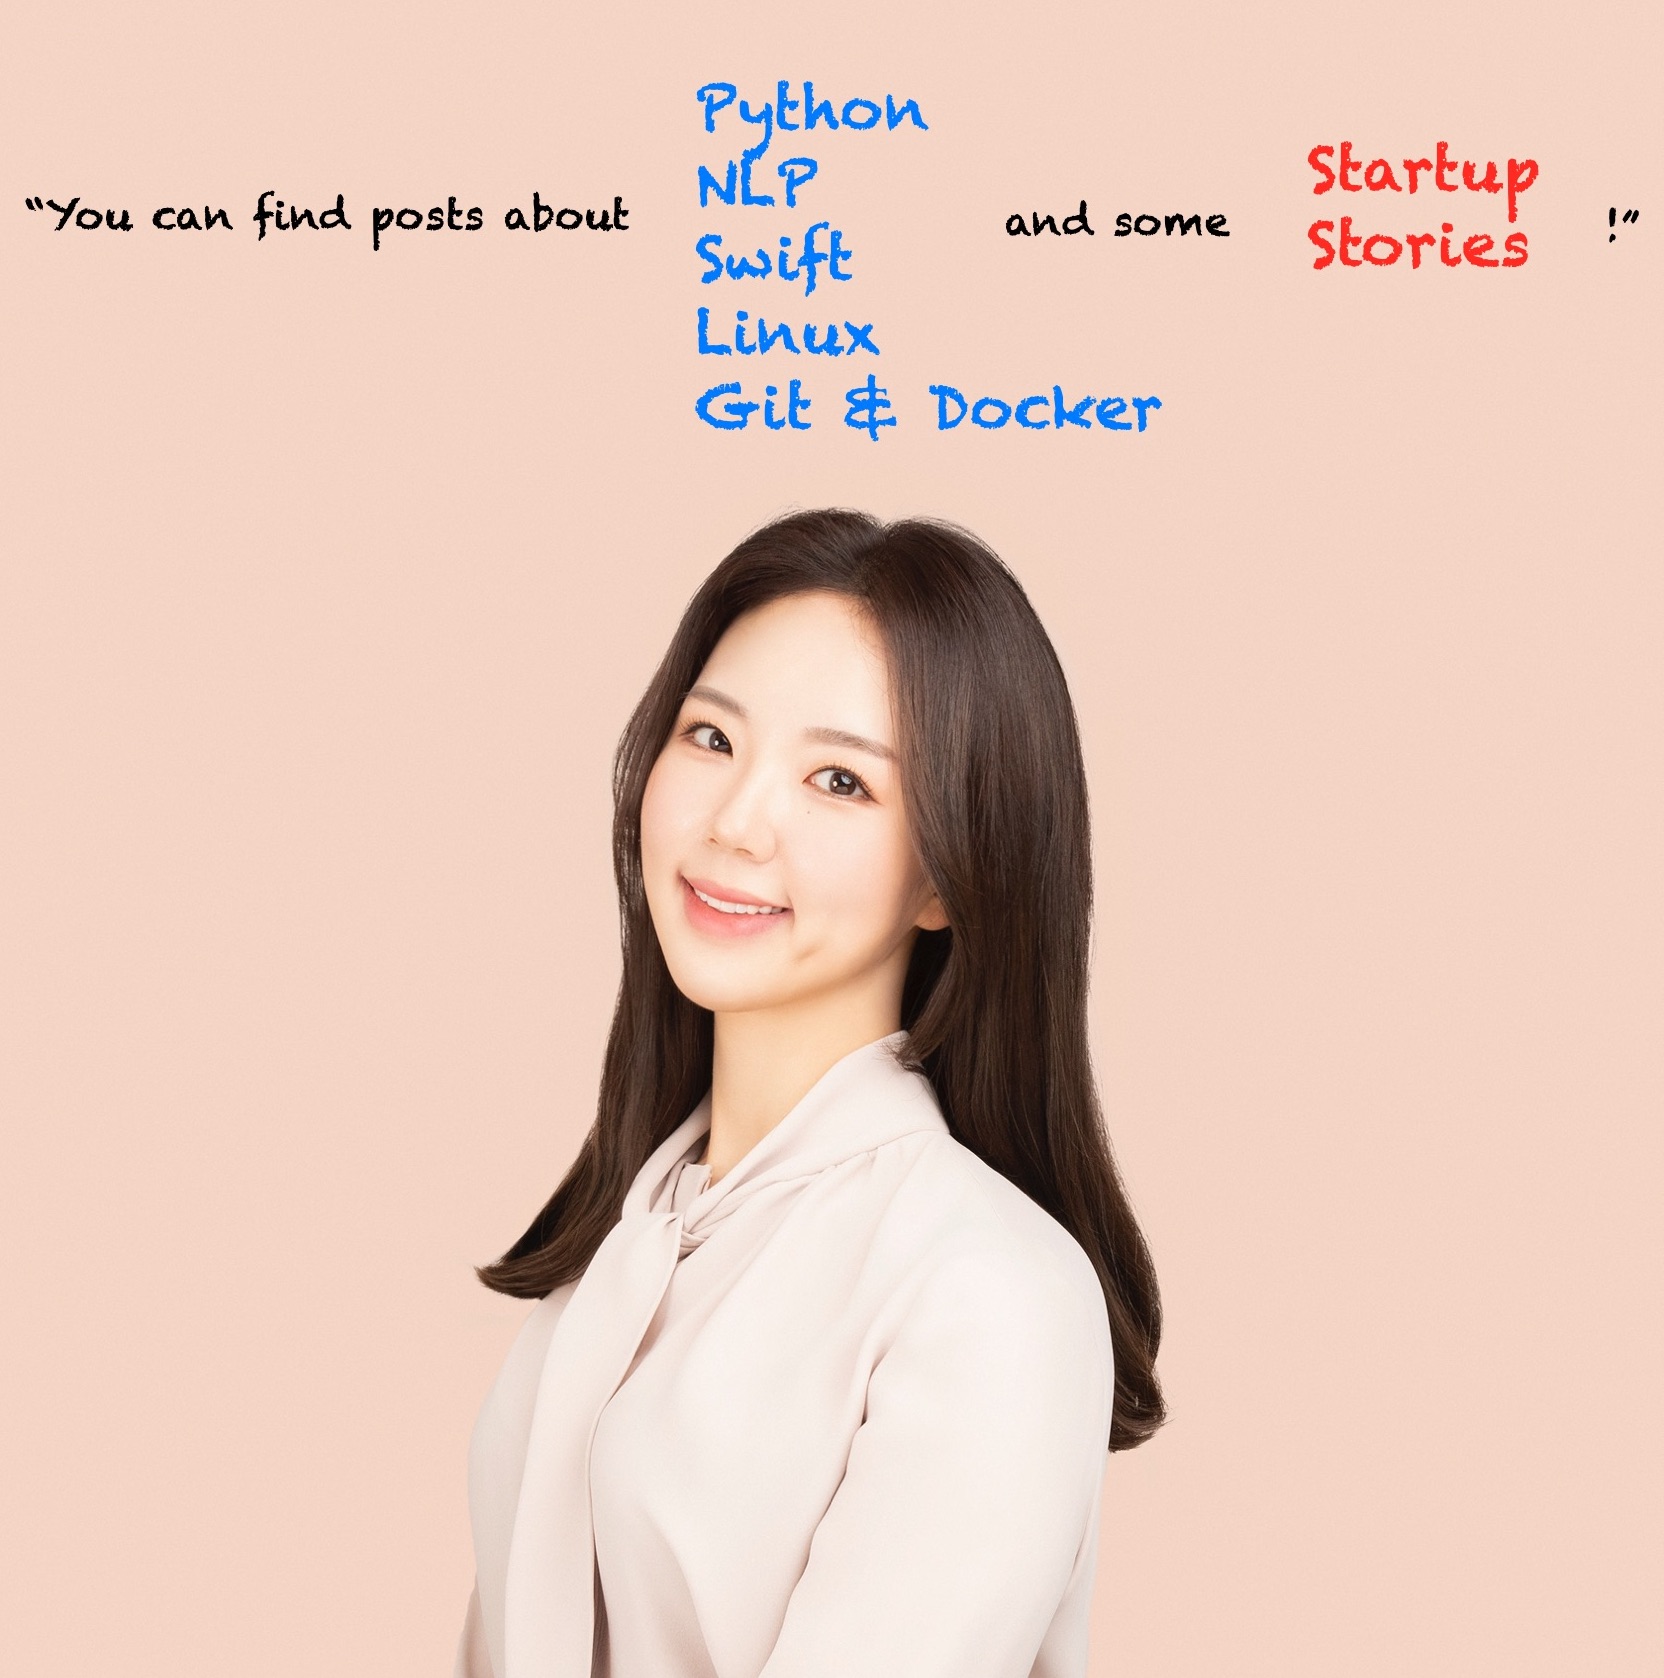 “You can find posts about
Python
NLP
Swift
Linux
Git & Docker
and some
Startup
Stories
!”